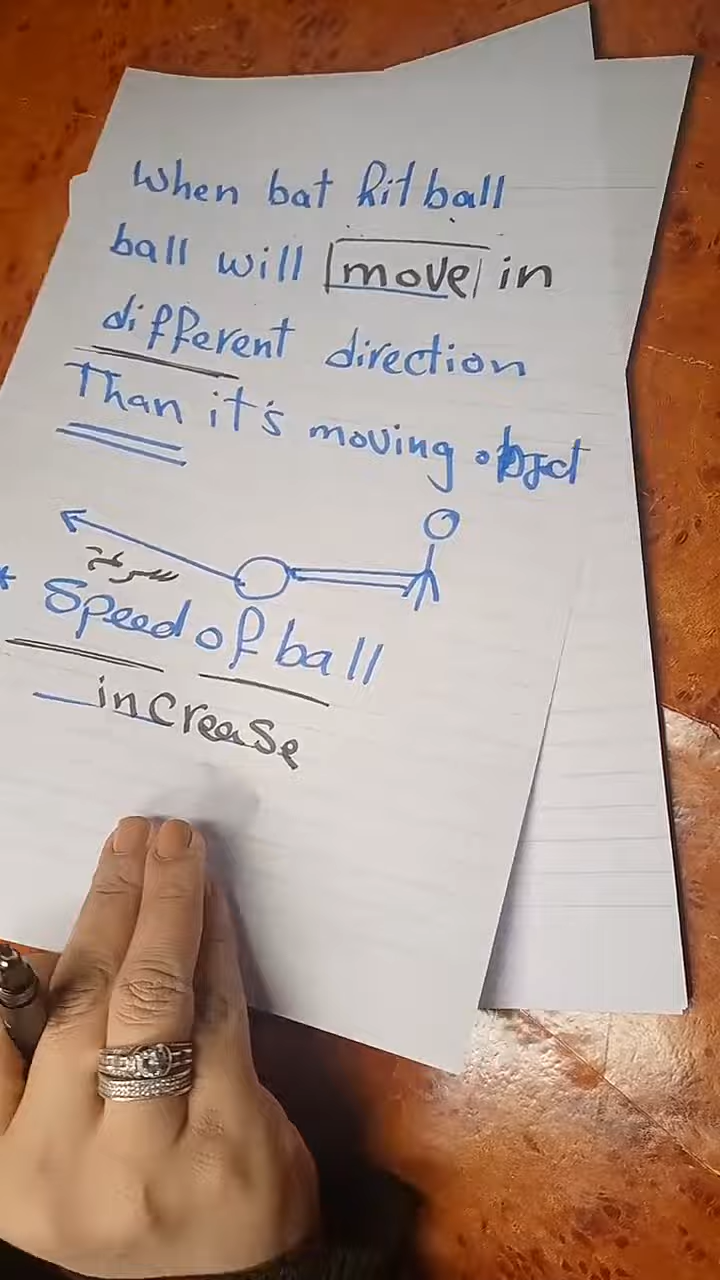 When bat hit ball
ball will move in
different direction
Than it's moving object
سرعة
* Speed of ball
increase